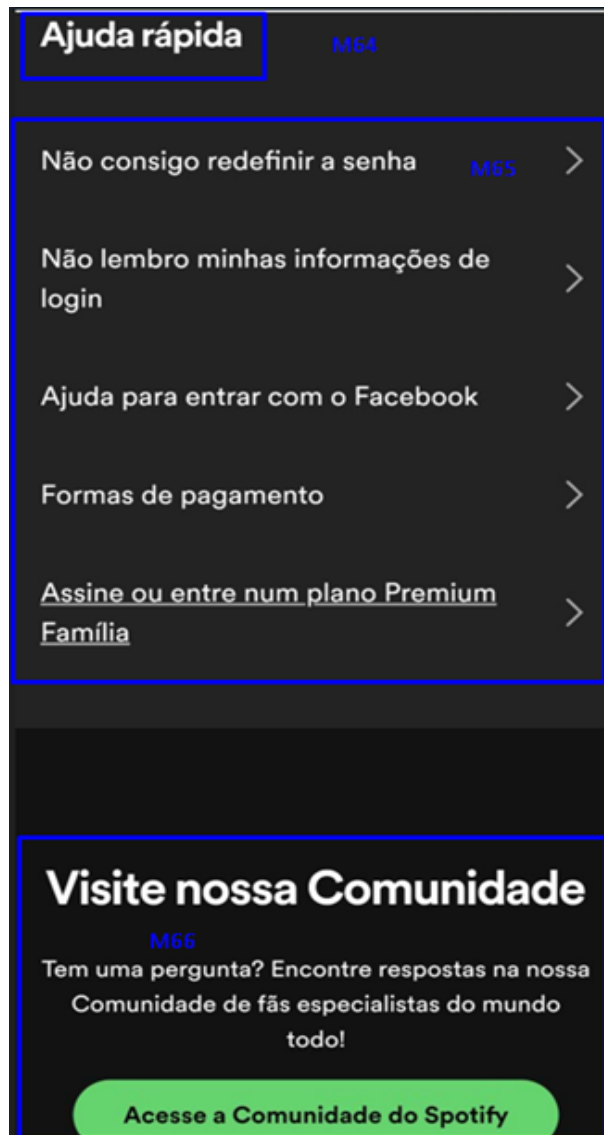 Ajuda rápida M64
Não consigo redefinir a senha M65
Não lembro minhas informações de
login
Ajuda para entrar com o Facebook
Formas de pagamento
Assine ou entre num plano Premium
Família
Visite nossa Comunidade
M66
Tem uma pergunta? Encontre respostas na nossa
Comunidade de fãs especialistas do mundo
todo!
Acesse a Comunidade do Spotify